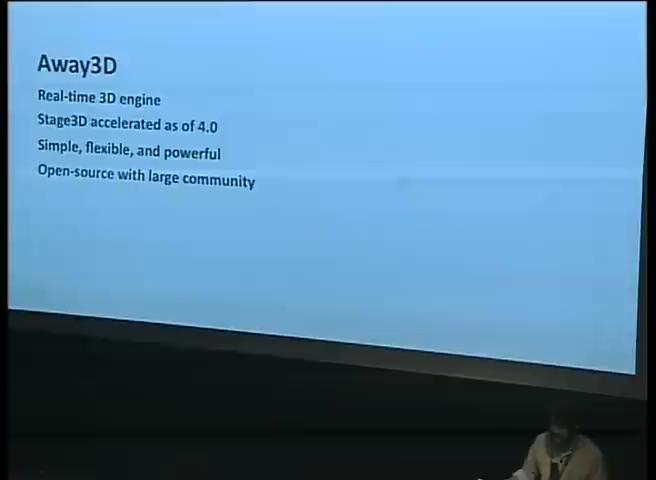 Away3D
Real-time 3D engine
Stage3D accelerated as of 4.0
Simple, flexible, and powerful
Open-source with large community